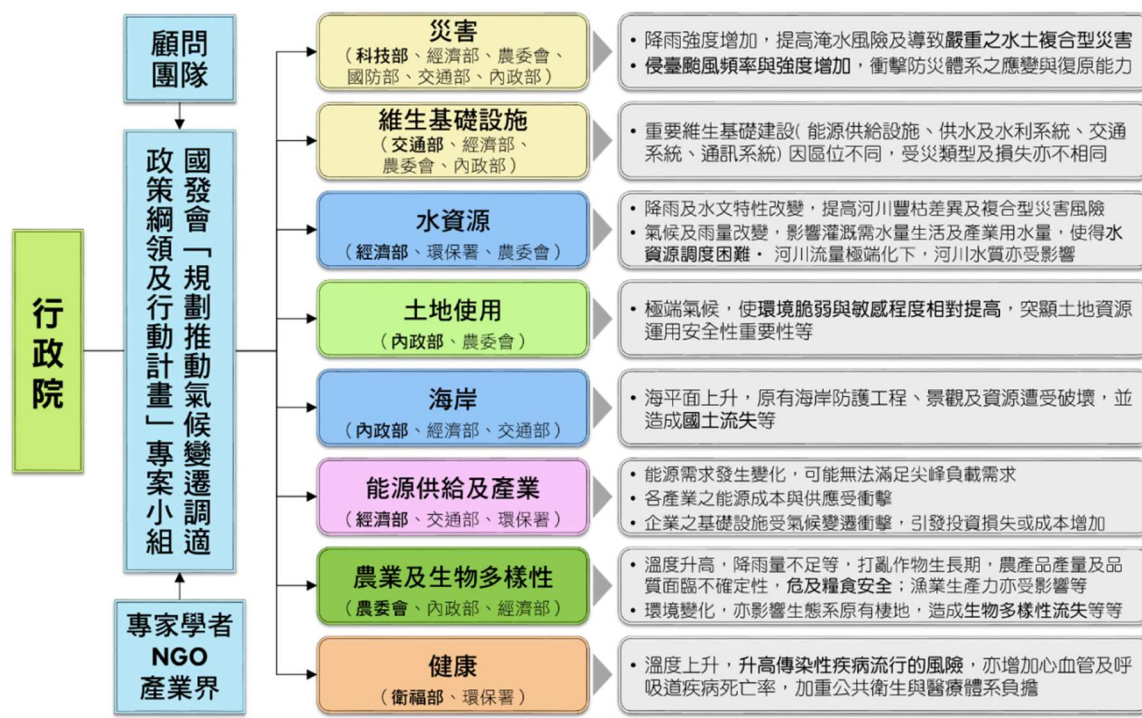 行政院
顧問
團隊
國發會「規劃推動氣候變遷調適
政策綱領及行動計畫」專案小組
專家學者
NGO
產業界
災害
（科技部、經濟部、農委會、
國防部、交通部、內政部）
• 降雨強度增加，提高淹水風險及導致嚴重之水土複合型災害
• 侵臺颱風頻率與強度增加，衝擊防災體系之應變與復原能力
維生基礎設施
（交通部、經濟部、
農委會、內政部）
• 重要維生基礎建設( 能源供給設施、供水及水利系統、交通
系統、通訊系統) 因區位不同，受災類型及損失亦不相同
水資源
（經濟部、環保署、農委會）
• 降雨及水文特性改變，提高河川豐枯差異及複合型災害風險
• 氣候及雨量改變，影響灌溉需水量生活及產業用水量，使得水
資源調度困難・ 河川流量極端化下，河川水質亦受影響
土地使用
（內政部、農委會）
• 極端氣候，使環境脆弱與敏感程度相對提高，突顯土地資源
運用安全性重要性等
海岸
（內政部、經濟部、交通部）
• 海平面上升，原有海岸防護工程、景觀及資源遭受破壞，並
造成國土流失等
能源供給及產業
（經濟部、交通部、環保署）
• 能源需求發生變化，可能無法滿足尖峰負載需求
• 各產業之能源成本與供應受衝擊
• 企業之基礎設施受氣候變遷衝擊，引發投資損失或成本增加
農業及生物多樣性
（農委會、內政部、經濟部）
• 溫度升高，降雨量不足等，打亂作物生長期，農產品產量及品
質面臨不確定性，危及糧食安全；漁業生產力亦受影響等
• 環境變化，亦影響生態系原有棲地，造成生物多樣性流失等等
健康
（衛福部、環保署）
• 溫度上升，升高傳染性疾病流行的風險，亦增加心血管及呼
吸道疾病死亡率，加重公共衛生與醫療體系負擔